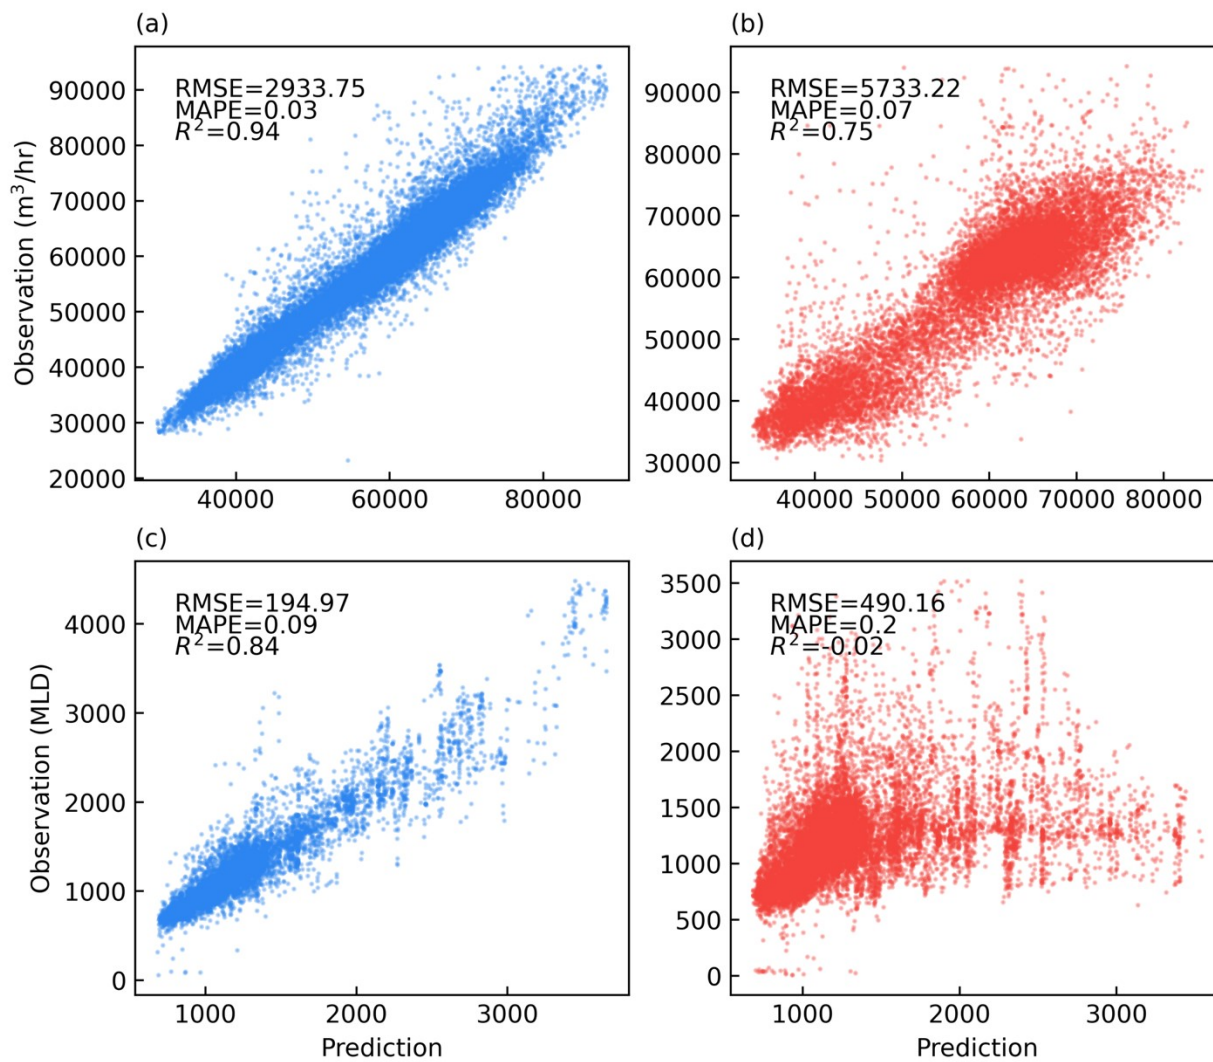 (a)
RMSE=2933.75
MAPE=0.03
R²=0.94
90000
80000
70000
60000
50000
40000
30000
20000
Observation (m³/hr)
40000 60000 80000
(b)
RMSE=5733.22
MAPE=0.07
R²=0.75
90000
80000
70000
60000
50000
40000
30000
40000 50000 60000 70000 80000
(c)
RMSE=194.97
MAPE=0.09
R²=0.84
4000
3000
2000
1000
0
Observation (MLD)
1000 2000 3000
Prediction
(d)
RMSE=490.16
MAPE=0.2
R²=-0.02
3500
3000
2500
2000
1500
1000
500
0
1000 2000 3000
Prediction